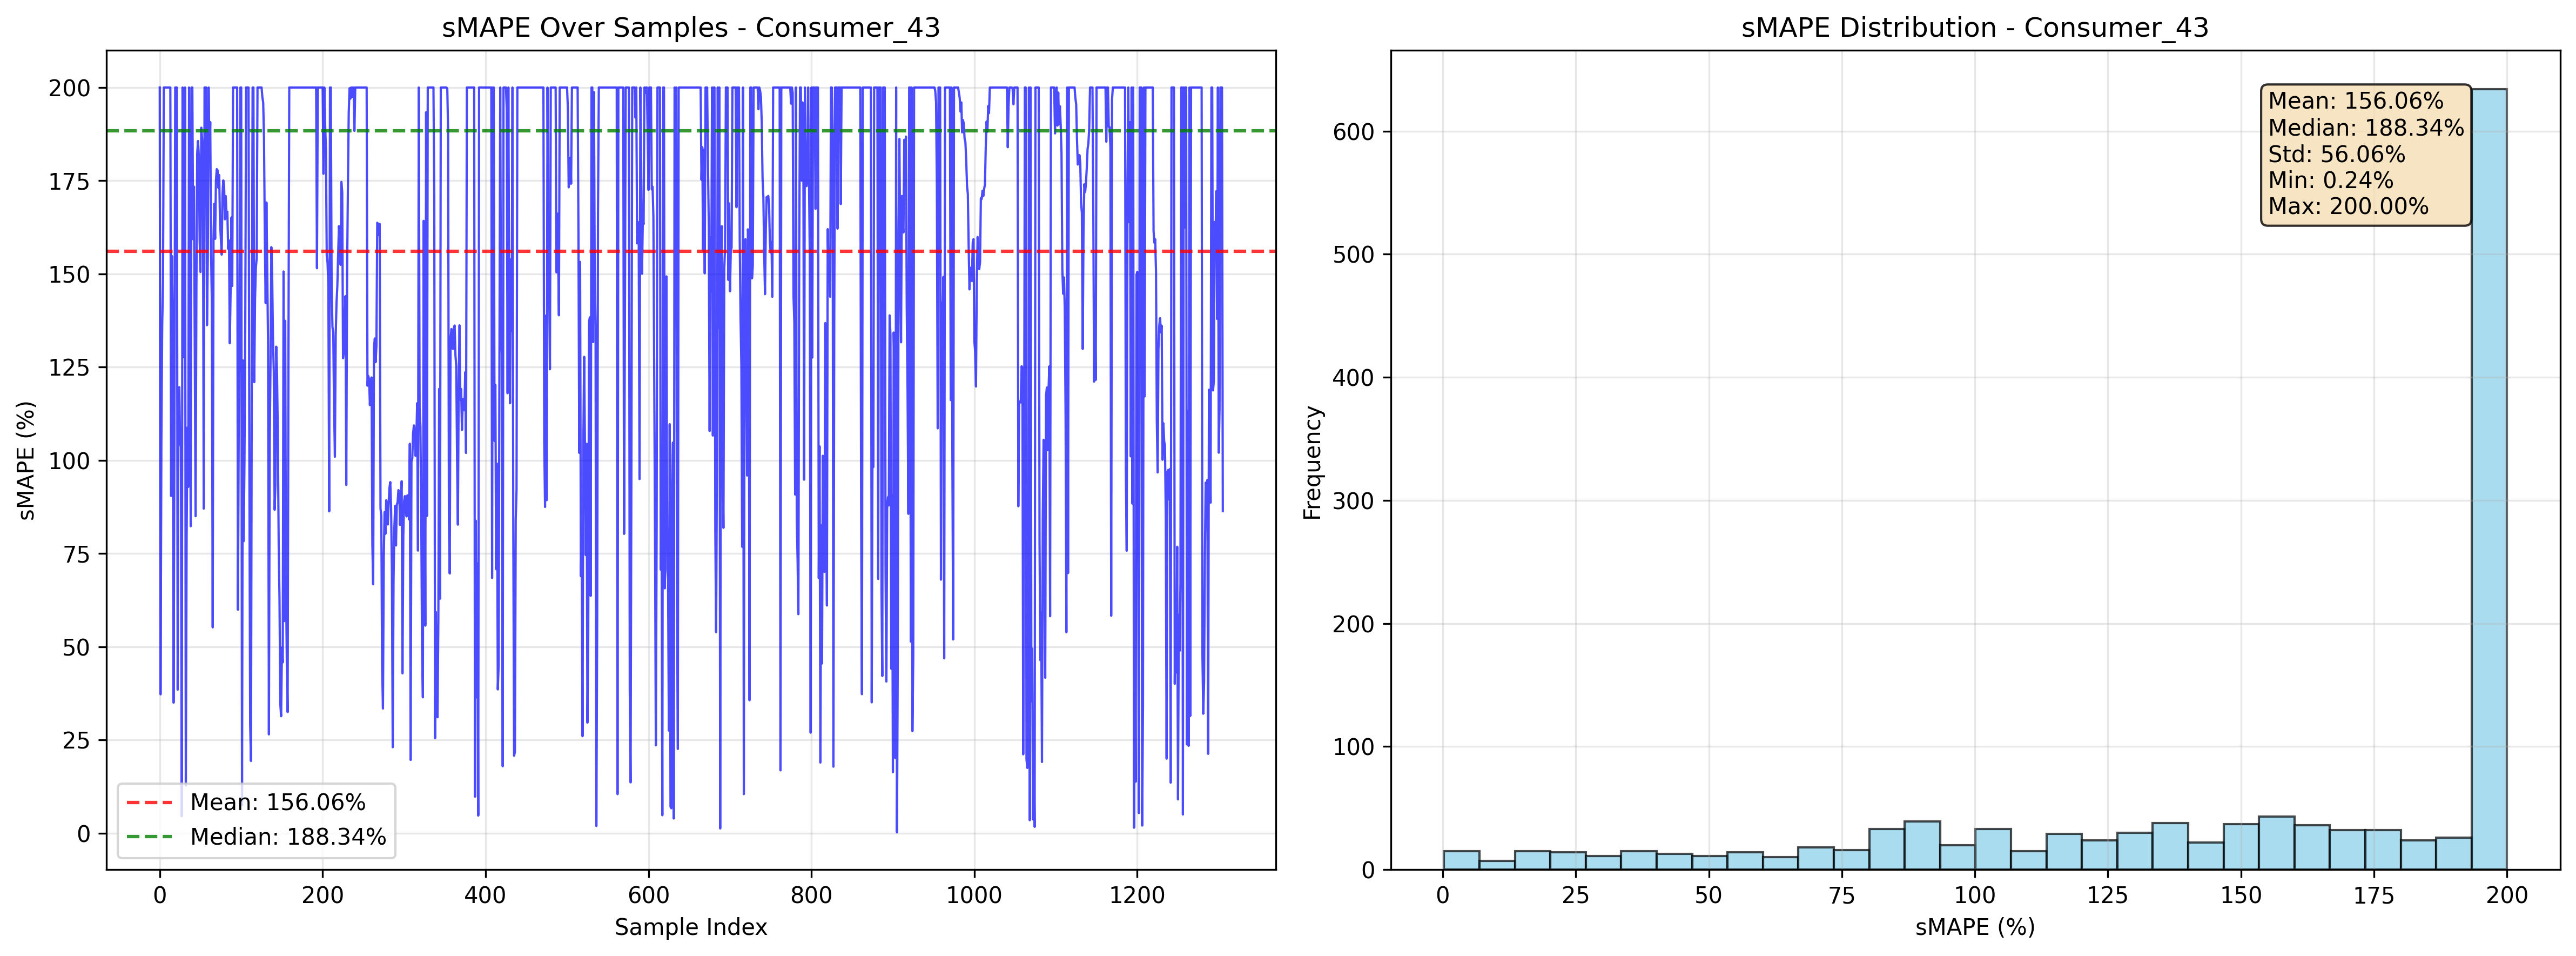 sMAPE Over Samples - Consumer_43
sMAPE (%)
200
175
150
125
100
75
50
25
0
Mean: 156.06%
Median: 188.34%
0 200 400 600 800 1000 1200
Sample Index
sMAPE Distribution - Consumer_43
Frequency
600
500
400
300
200
100
0
Mean: 156.06%
Median: 188.34%
Std: 56.06%
Min: 0.24%
Max: 200.00%
0 25 50 75 100 125 150 175 200
sMAPE (%)